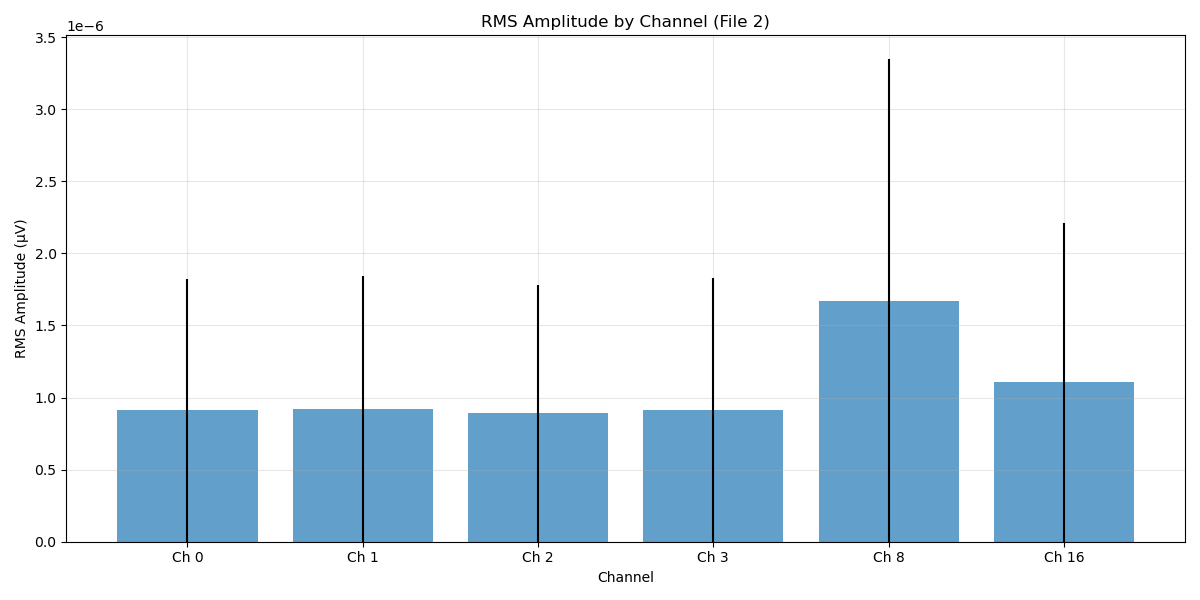 RMS Amplitude by Channel (File 2)
1e−6
3.5
3.0
2.5
2.0
1.5
1.0
0.5
0.0
RMS Amplitude (µV)
Ch 0 Ch 1 Ch 2 Ch 3 Ch 8 Ch 16
Channel